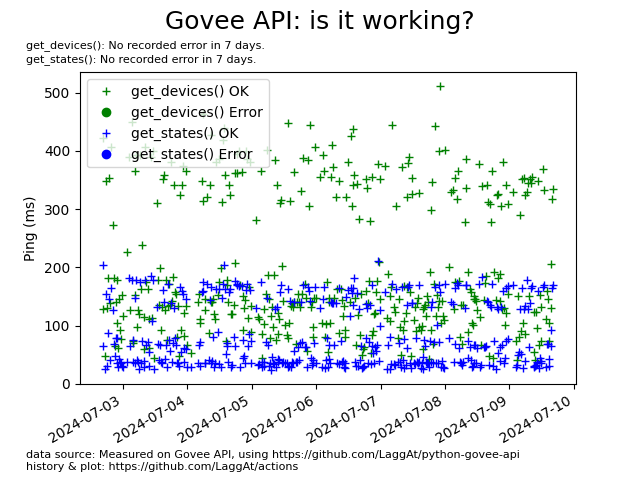 Govee API: is it working?
get_devices(): No recorded error in 7 days.
get_states(): No recorded error in 7 days.
get_devices() OK
get_devices() Error
get_states() OK
get_states() Error
Ping (ms)
500
400
300
200
100
0
2024-07-03
2024-07-04
2024-07-05
2024-07-06
2024-07-07
2024-07-08
2024-07-09
2024-07-10
data source: Measured on Govee API, using https://github.com/LaggAt/python-govee-api
history & plot: https://github.com/LaggAt/actions